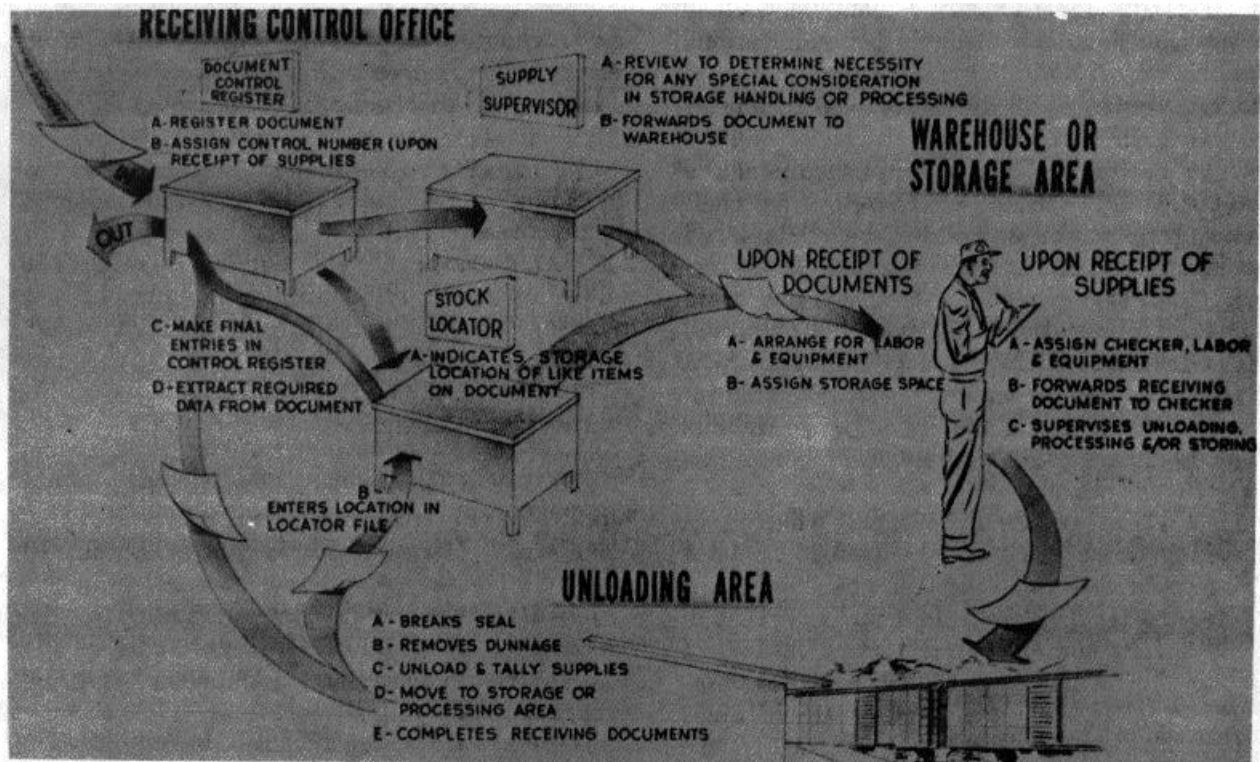 RECEIVING CONTROL OFFICE
DOCUMENT
CONTROL
REGISTER
A-REGISTER DOCUMENT
B-ASSIGN CONTROL NUMBER (UPON
RECEIPT OF SUPPLIES
IN
OUT
C-MAKE FINAL
ENTRIES IN
CONTROL REGISTER
D-EXTRACT REQUIRED
DATA FROM DOCUMENT
SUPPLY
SUPERVISOR
A-REVIEW TO DETERMINE NECESSITY
FOR ANY SPECIAL CONSIDERATION
IN STORAGE HANDLING OR PROCESSING
B-FORWARDS DOCUMENT TO
WAREHOUSE
STOCK
LOCATOR
A-INDICATES STORAGE
LOCATION OF LIKE ITEMS
ON DOCUMENT
B-
ENTERS LOCATION IN
LOCATOR FILE
WAREHOUSE OR
STORAGE AREA
UPON RECEIPT OF
DOCUMENTS
A- ARRANGE FOR LABOR
& EQUIPMENT
B- ASSIGN STORAGE SPACE
UPON RECEIPT OF
SUPPLIES
A-ASSIGN CHECKER, LABOR
& EQUIPMENT
B- FORWARDS RECEIVING
DOCUMENT TO CHECKER
C- SUPERVISES UNLOADING,
PROCESSING &/OR STORING
UNLOADING AREA
A - BREAKS SEAL
B - REMOVES DUNNAGE
C - UNLOAD & TALLY SUPPLIES
D- MOVE TO STORAGE OR
PROCESSING AREA
E-COMPLETES RECEIVING DOCUMENTS